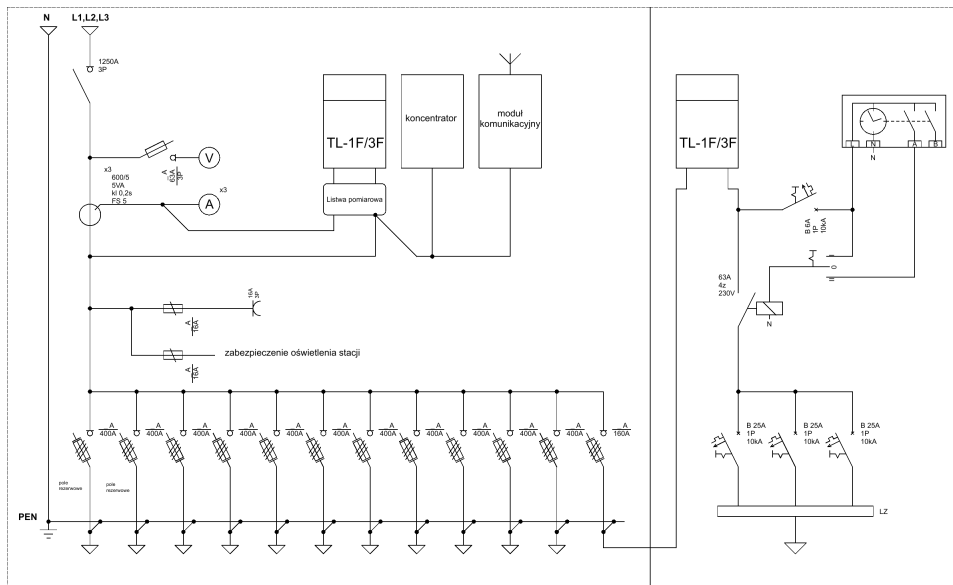 N
L1,L2,L3
1250A
3P
A
63A
3P
V
x3
600/5
5VA
kl 0,2s
FS 5
A
x3
TL-1F/3F
koncentrator
moduł
komunikacyjny
Listwa pomiarowa
A
16A
16A
3P
zabezpieczenie oświetlenia stacji
A
16A
A
400A
A
400A
A
400A
A
400A
A
400A
A
400A
A
400A
A
400A
A
400A
A
400A
A
400A
A
160A
pole
rezerwowe
pole
rezerwowe
PEN
TL-1F/3F
L
N
A
B
N
B 6A
1P
10kA
I
0
II
63A
4z
230V
N
B 25A
1P
10kA
B 25A
1P
10kA
B 25A
1P
10kA
LZ